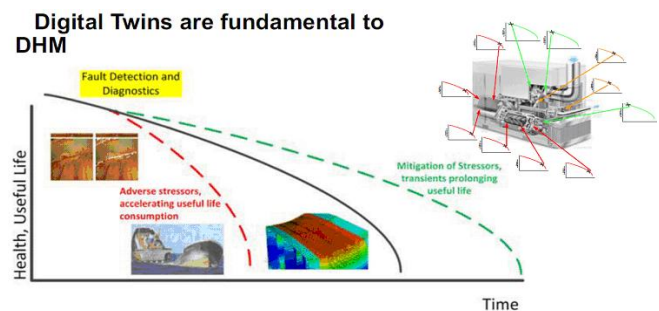 Digital Twins are fundamental to
DHM
Fault Detection and
Diagnostics
Mitigation of Stressors,
transients prolonging
useful life
Adverse stressors,
accelerating useful life
consumption
Health, Useful Life
Time